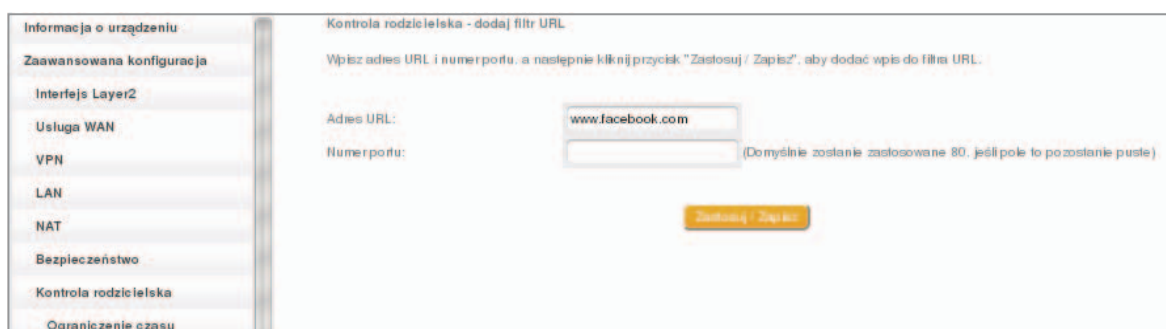 Informacja o urządzeniu
Zaawansowana konfiguracja
Interfejs Layer2
Usługa WAN
VPN
LAN
NAT
Bezpieczeństwo
Kontrola rodzicielska
Ograniczenie czasu
Kontrola rodzicielska - dodaj filtr URL
Wpisz adres URL i numer portu, a następnie kliknij przycisk "Zastosuj / Zapisz", aby dodać wpis do filtra URL.
Adres URL: www.facebook.com
Numer portu: (Domyślnie zostanie zastosowane 80, jeśli pole to pozostanie puste)
Zastosuj / Zapisz